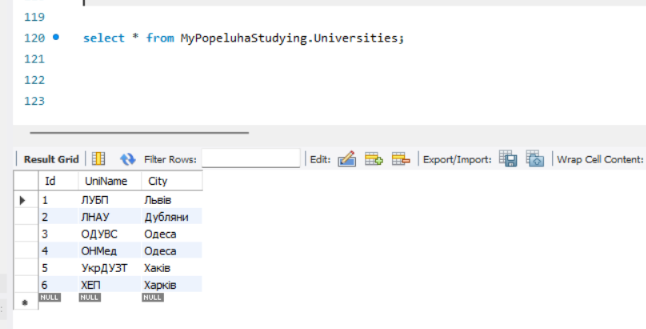 119
120 select * from MyPopeluhaStudying.Universities;
121
122
123
Result Grid Filter Rows: Edit: Export/Import: Wrap Cell Content:
Id UniName City
1 ЛУБП Львів
2 ЛНАУ Дубляни
3 ОДУВС Одеса
4 ОНМед Одеса
5 УкрДУЗТ Хаків
6 ХЕП Харків
NULL NULL NULL